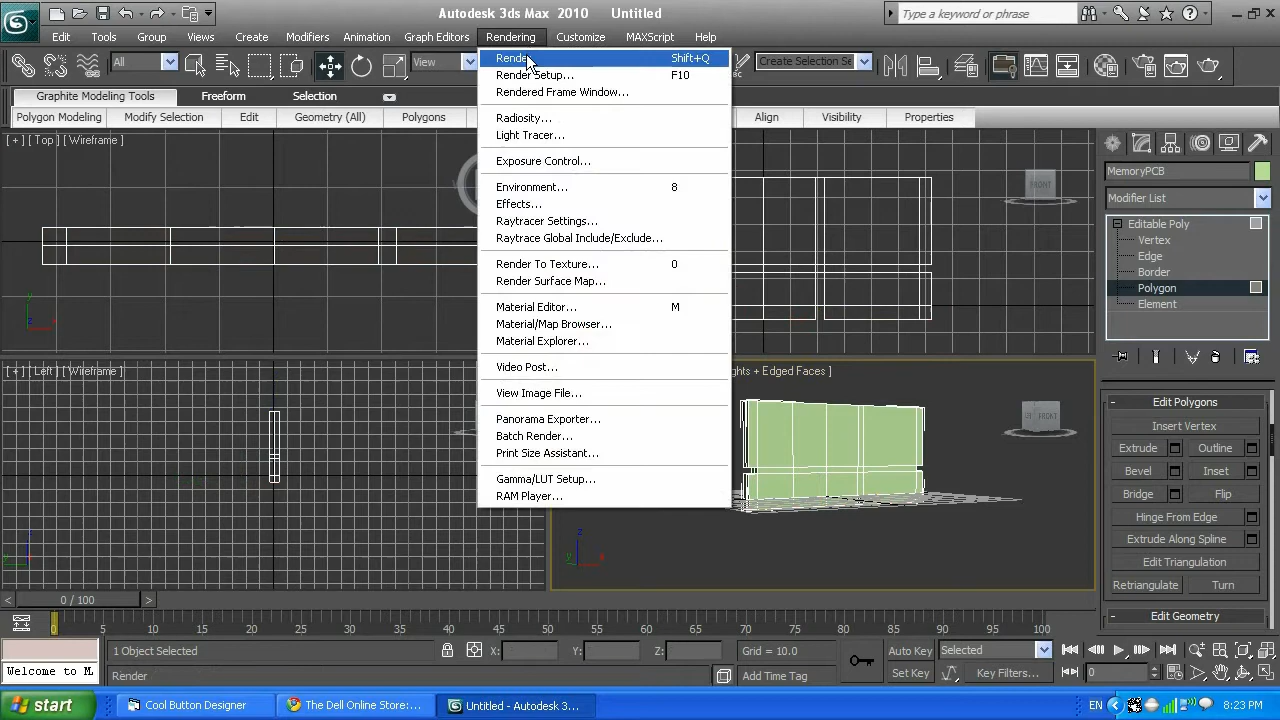 Autodesk 3ds Max 2010 Untitled
Type a keyword or phrase
Edit Tools Group Views Create Modifiers Animation Graph Editors Rendering Customize MAXScript Help
All
View
Create Selection Se
Graphite Modeling Tools Freeform Selection
Polygon Modeling Modify Selection Edit Geometry (All) Polygons Align Visibility Properties
Render Shift+Q
Render Setup... F10
Rendered Frame Window...
Radiosity...
Light Tracer...
Exposure Control...
Environment... 8
Effects...
Raytracer Settings...
Raytrace Global Include/Exclude...
Render To Texture... 0
Render Surface Map...
Material Editor... M
Material/Map Browser...
Material Explorer...
Video Post...
View Image File...
Panorama Exporter...
Batch Render...
Print Size Assistant...
Gamma/LUT Setup...
RAM Player...
[ + ] [ Top ] [ Wireframe ]
FRONT
[ + ] [ Left ] [ Wireframe ]
+ Edged Faces ]
FRONT
MemoryPCB
Modifier List
Editable Poly
Vertex
Edge
Border
Polygon
Element
Edit Polygons
Insert Vertex
Extrude Outline
Bevel Inset
Bridge Flip
Hinge From Edge
Extrude Along Spline
Edit Triangulation
Retriangulate Turn
Edit Geometry
< 0 / 100 >
0 5 10 15 20 25 30 35 40 45 50 55 60 65 70 75 80 85 90 95 100
1 Object Selected X: Y: Z: Grid = 10.0 Auto Key Selected
Welcome to M. Render Add Time Tag Set Key Key Filters... 0
start Cool Button Designer The Dell Online Store:... Untitled - Autodesk 3... EN 8:23 PM